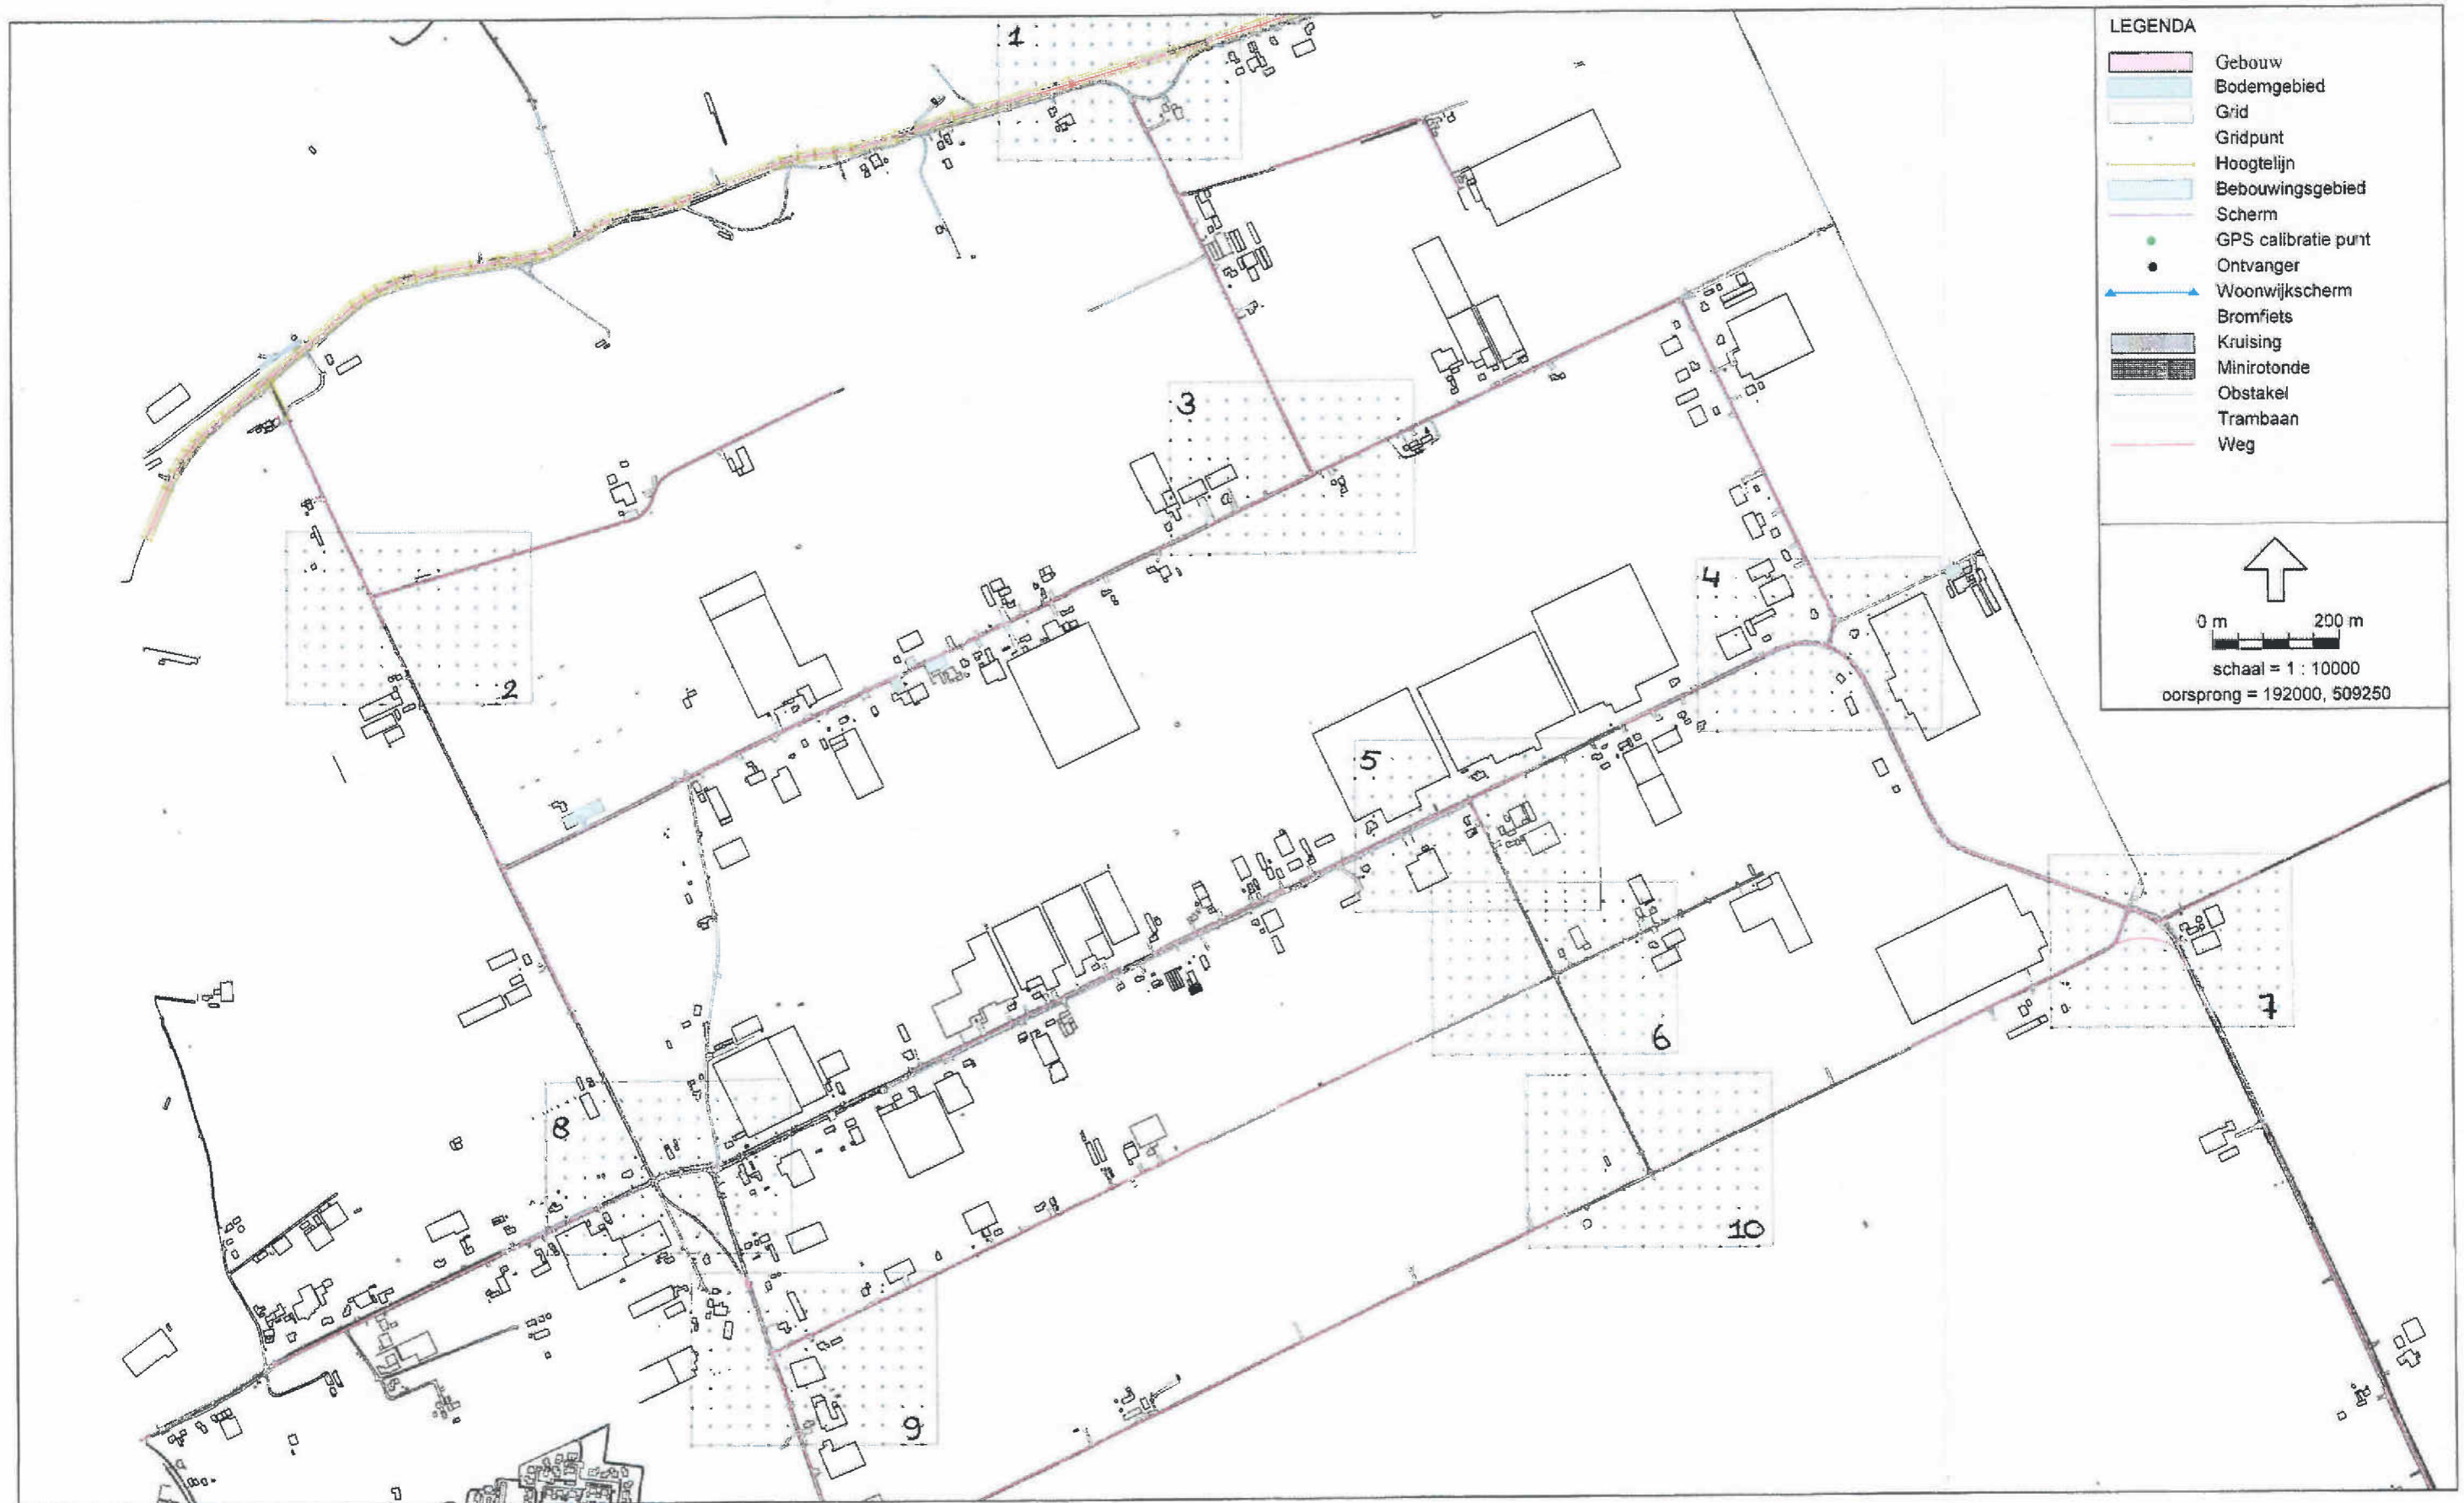 LEGENDA
Gebouw
Bodemgebied
Grid
Gridpunt
Hoogtelijn
Bebouwingsgebied
Scherm
GPS calibratie punt
Ontvanger
Woonwijkscherm
Bromfiets
Kruising
Minirotonde
Obstakel
Trambaan
Weg
0 m 200 m
schaal = 1 : 10000
oorsprong = 192000, 509250
1
2
3
4
5
6
7
8
9
10